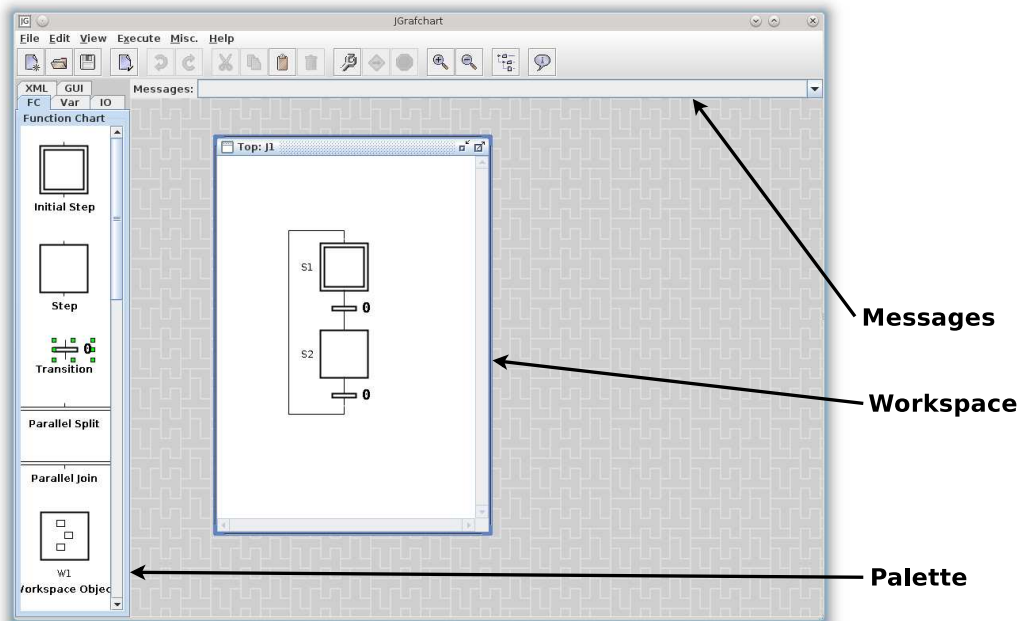 JG JGrafchart
File Edit View Execute Misc. Help
XML GUI
FC Var IO
Messages:
Function Chart
Initial Step
Step
0
Transition
Parallel Split
Parallel Join
W1
Workspace Objec
Top: J1
S1
0
S2
0
Messages
Workspace
Palette